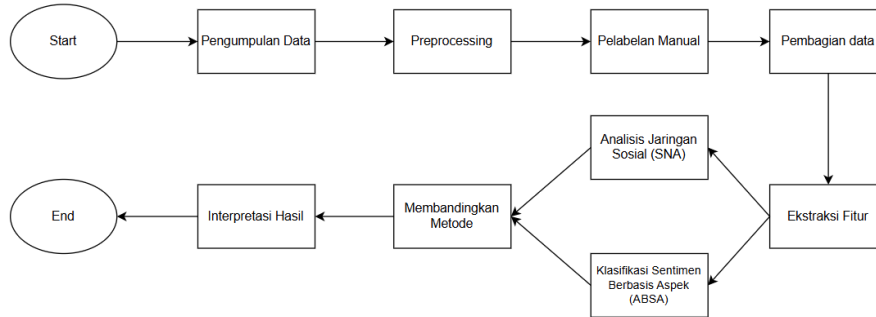 Start
Pengumpulan Data
Preprocessing
Pelabelan Manual
Pembagian data
Ekstraksi Fitur
Analisis Jaringan
Sosial (SNA)
Klasifikasi Sentimen
Berbasis Aspek
(ABSA)
Membandingkan
Metode
Interpretasi Hasil
End